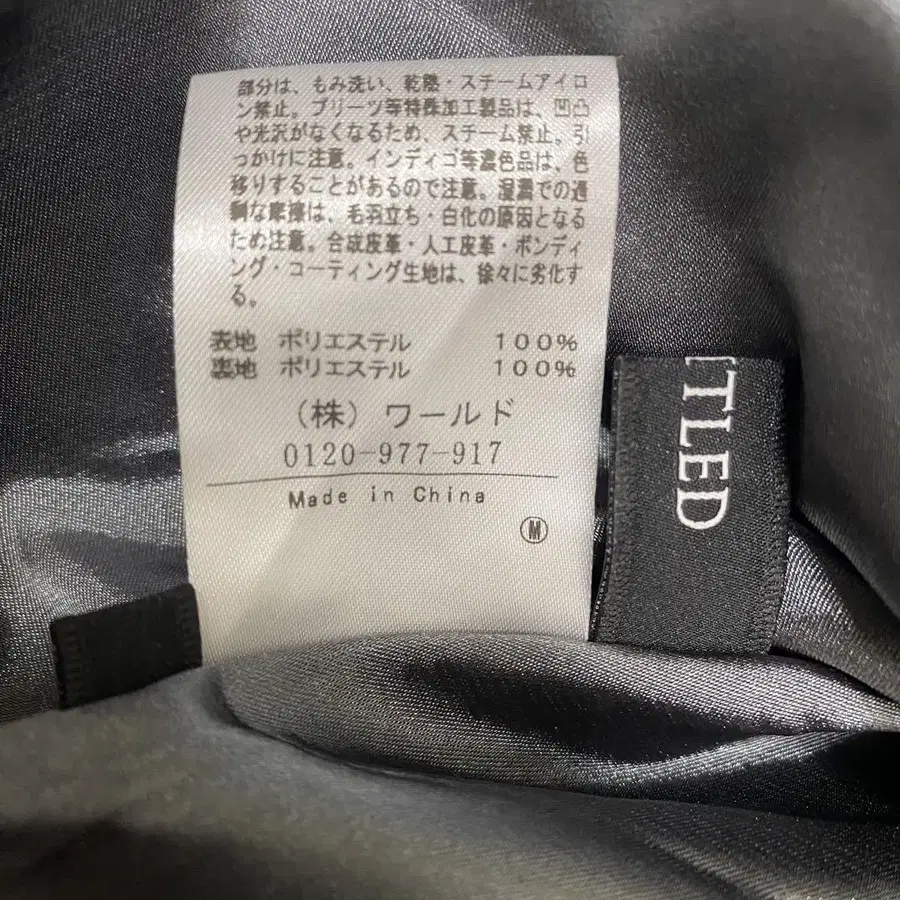 部分は、もみ洗い、乾熱・スチームアイロ
ン禁止。プリーツ等特殊加工製品は、凹凸
や光沢がなくなるため、スチーム禁止。引
っかけに注意。インディゴ等濃色品は、色
移りすることがあるので注意。湿潤での過
剰な摩擦は、毛羽立ち・白化の原因となる
ため注意。合成皮革・人工皮革・ボンディ
ング・コーティング生地は、徐々に劣化す
る。
表地 ポリエステル 100%
裏地 ポリエステル 100%
(株) ワールド
0120-977-917
Made in China
M
TLED